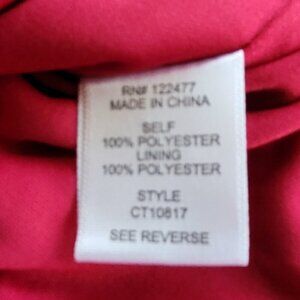 RN# 122477
MADE IN CHINA
SELF
100% POLYESTER
LINING
100% POLYESTER
STYLE
CT10817
SEE REVERSE